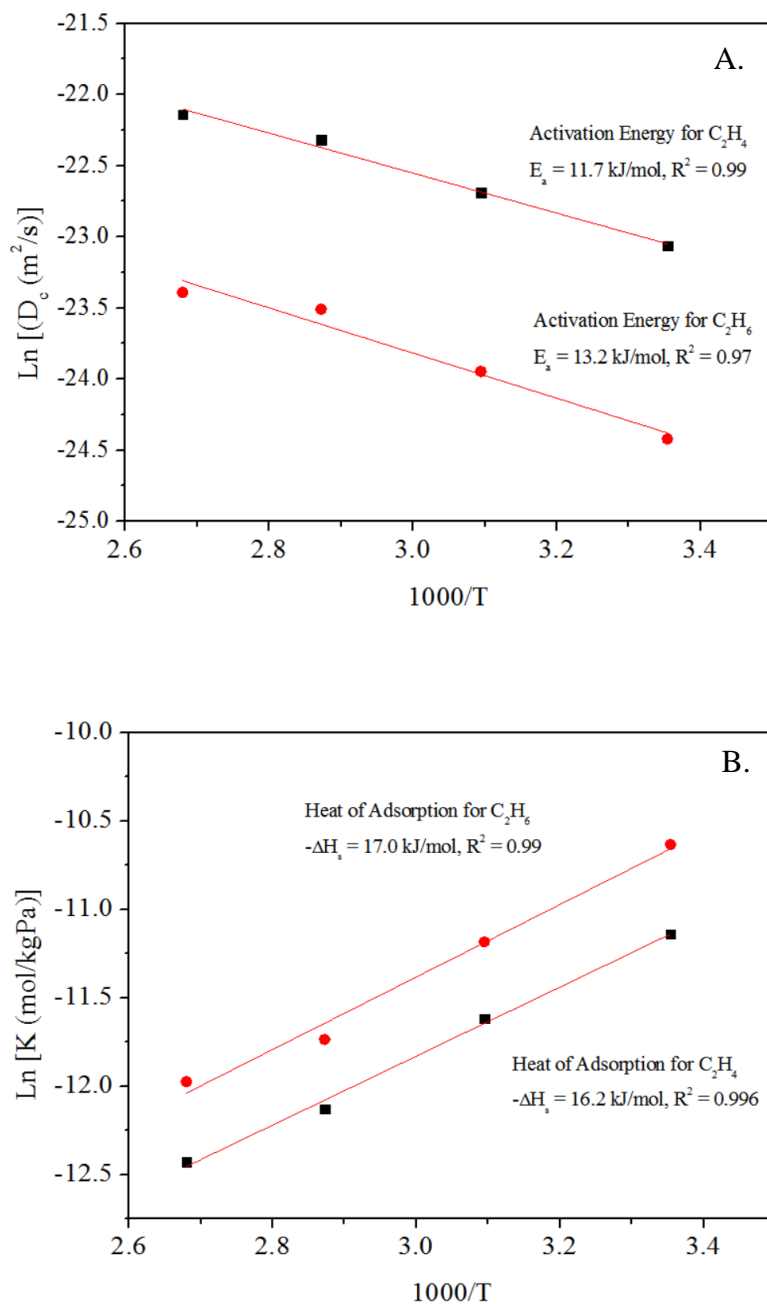 A.
-21.5
-22.0
-22.5
-23.0
-23.5
-24.0
-24.5
-25.0
Ln [(D_c (m²/s)]
Activation Energy for C₂H₄
Eₐ = 11.7 kJ/mol, R² = 0.99
Activation Energy for C₂H₆
Eₐ = 13.2 kJ/mol, R² = 0.97
2.6 2.8 3.0 3.2 3.4
1000/T
B.
-10.0
-10.5
-11.0
-11.5
-12.0
-12.5
Ln [K (mol/kgPa)]
Heat of Adsorption for C₂H₆
-ΔHₛ = 17.0 kJ/mol, R² = 0.99
Heat of Adsorption for C₂H₄
-ΔHₛ = 16.2 kJ/mol, R² = 0.996
2.6 2.8 3.0 3.2 3.4
1000/T